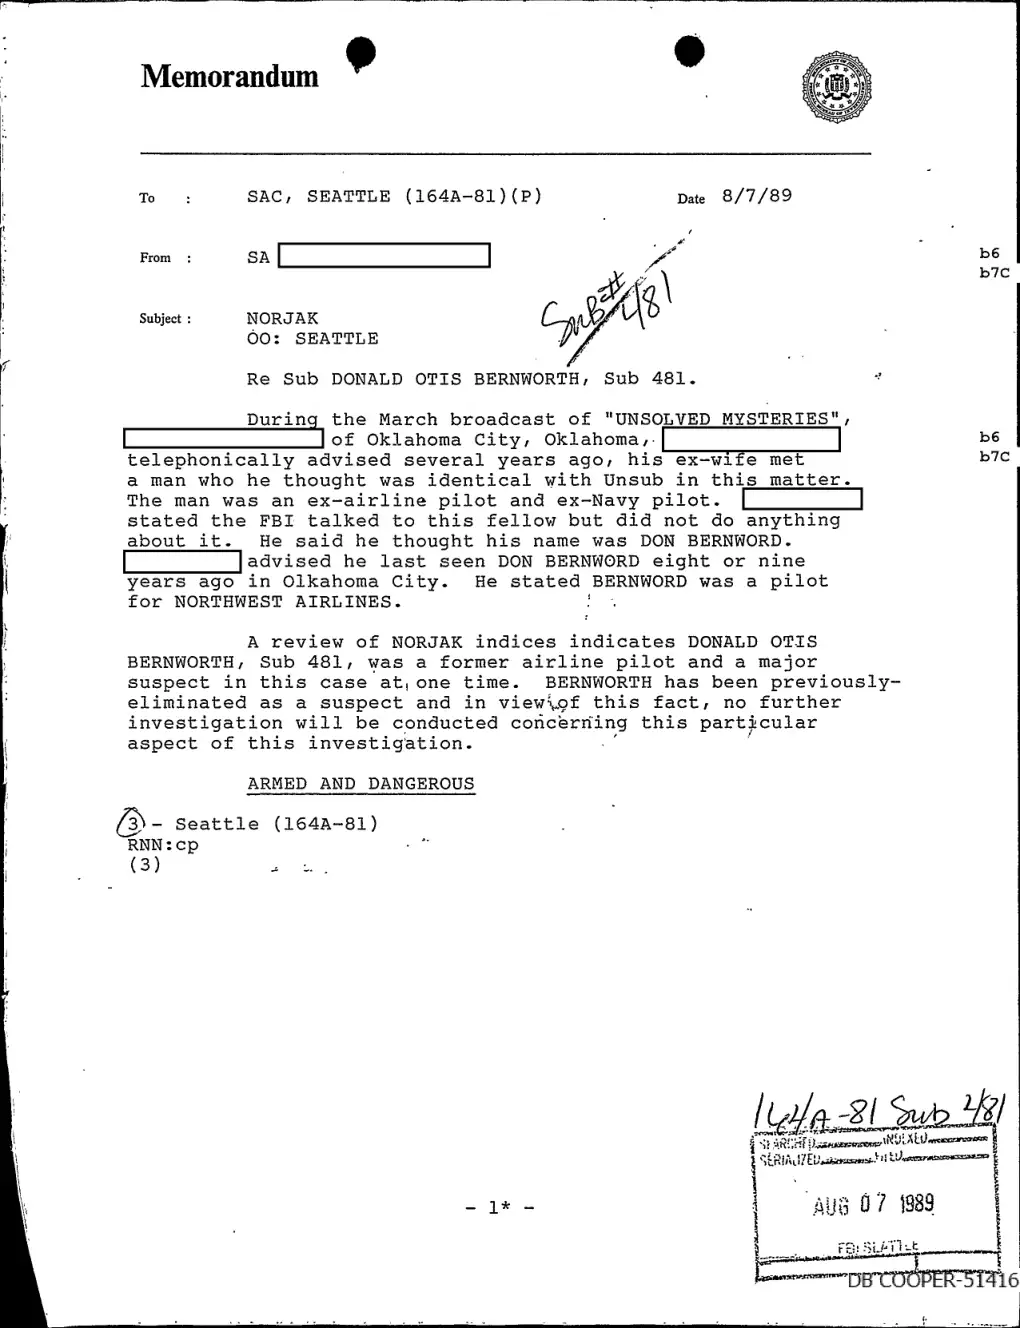 Memorandum
To : SAC, SEATTLE (164A-81)(P) Date 8/7/89
From : SA
b6
b7C
Sub # 481
Subject : NORJAK
OO: SEATTLE
Re Sub DONALD OTIS BERNWORTH, Sub 481.
During the March broadcast of "UNSOLVED MYSTERIES",
of Oklahoma City, Oklahoma,
b6
b7C
telephonically advised several years ago, his ex-wife met
a man who he thought was identical with Unsub in this matter.
The man was an ex-airline pilot and ex-Navy pilot.
stated the FBI talked to this fellow but did not do anything
about it. He said he thought his name was DON BERNWORD.
advised he last seen DON BERNWORD eight or nine
years ago in Olkahoma City. He stated BERNWORD was a pilot
for NORTHWEST AIRLINES.
A review of NORJAK indices indicates DONALD OTIS
BERNWORTH, Sub 481, was a former airline pilot and a major
suspect in this case at one time. BERNWORTH has been previously-
eliminated as a suspect and in view of this fact, no further
investigation will be conducted concerning this particular
aspect of this investigation.
ARMED AND DANGEROUS
3 - Seattle (164A-81)
RNN:cp
(3)
164A-81 Sub 481
SEARCHED INDEXED
SERIALIZED FILED
AUG 07 1989
FBI SEATTLE
- 1* -
DB COOPER-51416